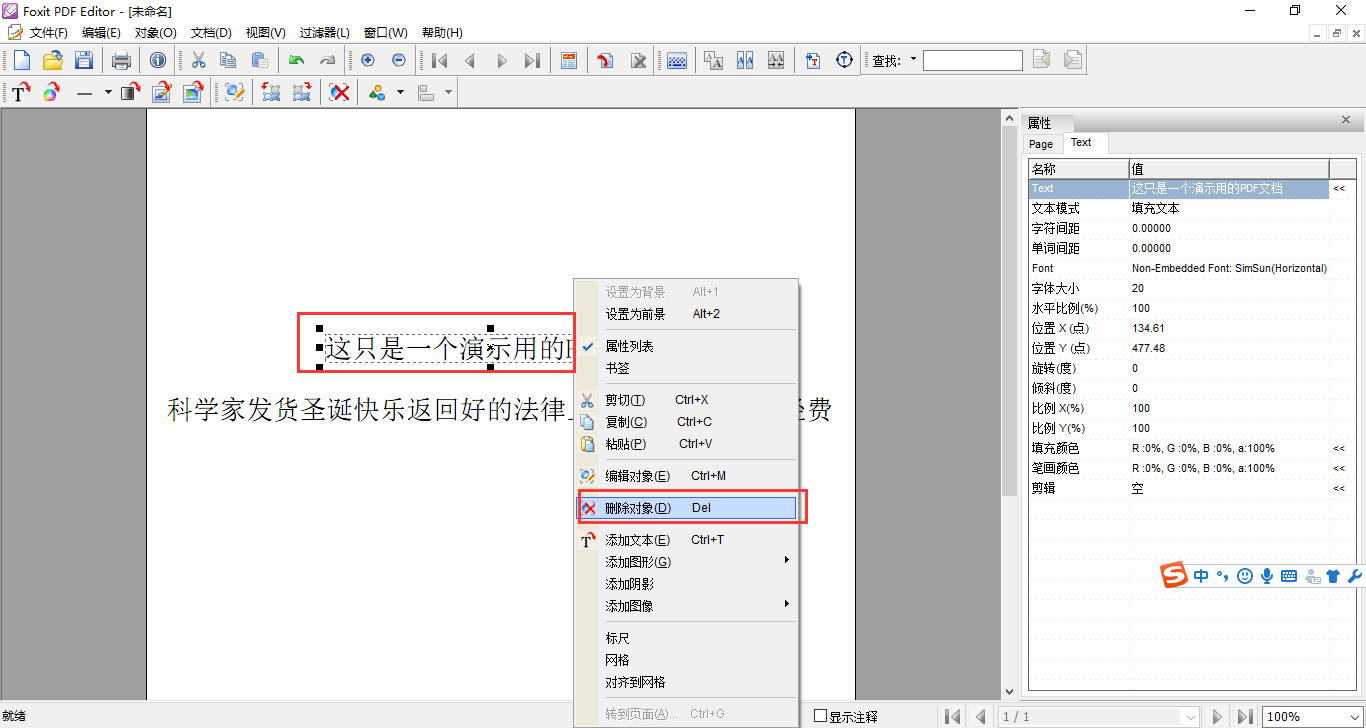 Foxit PDF Editor - [未命名]
文件(F) 编辑(E) 对象(O) 文档(D) 视图(V) 过滤器(L) 窗口(W) 帮助(H)
查找:
属性
Page Text
名称 值
Text 这只是一个演示用的PDF文档 <<
文本模式 填充文本
字符间距 0.00000
单词间距 0.00000
Font Non-Embedded Font: SimSun(Horizontal)
字体大小 20
水平比例(%) 100
位置 X (点) 134.61
位置 Y (点) 477.48
旋转(度) 0
倾斜(度) 0
比例 X(%) 100
比例 Y(%) 100
填充颜色 R :0%, G :0%, B :0%, a:100% <<
笔画颜色 R :0%, G :0%, B :0%, a:100% <<
剪辑 空 <<
这只是一个演示用的
科学家发货圣诞快乐返回好的法律
费
设置为背景 Alt+1
设置为前景 Alt+2
属性列表
书签
剪切(T) Ctrl+X
复制(C) Ctrl+C
粘贴(P) Ctrl+V
编辑对象(E) Ctrl+M
删除对象(D) Del
添加文本(E) Ctrl+T
添加图形(G)
添加阴影
添加图像
标尺
网格
对齐到网格
转到页面(A)... Ctrl+G
中
就绪
显示注释
1 / 1
100%